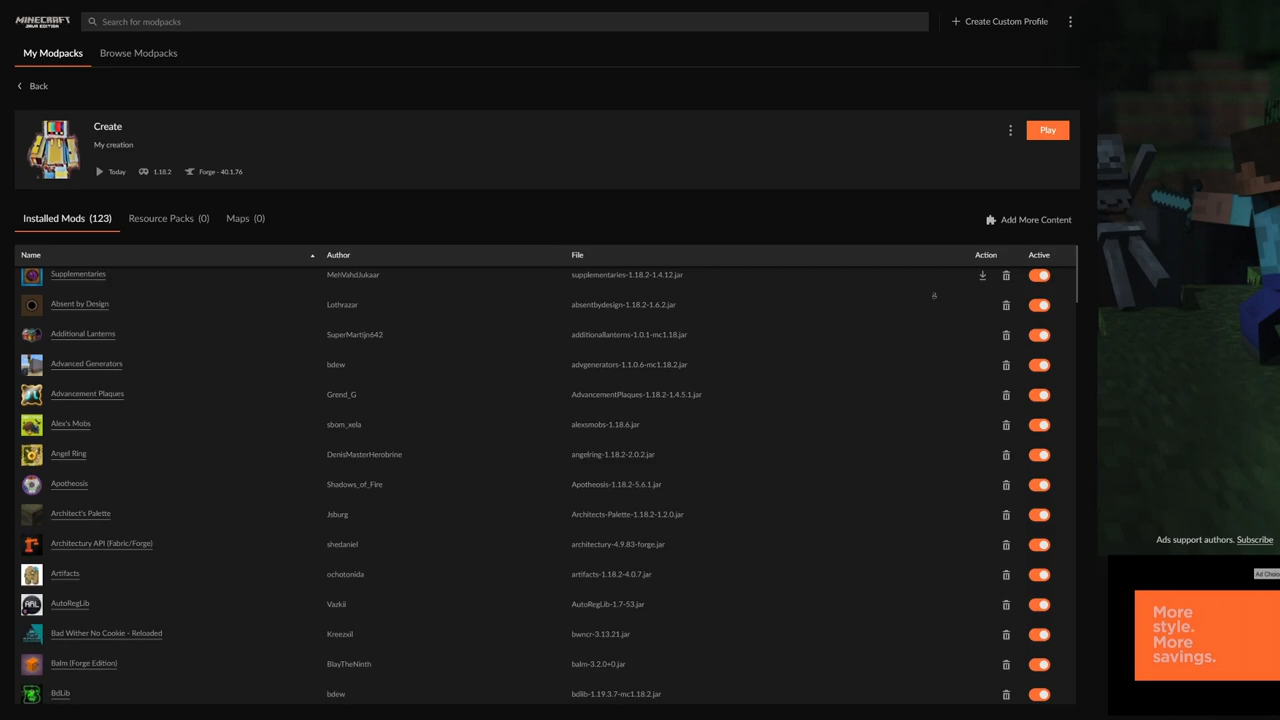 MINECRAFT
JAVA EDITION
Search for modpacks
Create Custom Profile
My Modpacks
Browse Modpacks
Back
Create
My creation
Today
1.18.2
Forge - 40.1.76
Play
Installed Mods (123)
Resource Packs (0)
Maps (0)
Add More Content
Name Author File Action Active
Supplementaries MehVahdJukaar supplementaries-1.18.2-1.4.12.jar
Absent by Design Lothrazar absentbydesign-1.18.2-1.6.2.jar
Additional Lanterns SuperMartijn642 additionallanterns-1.0.1-mc1.18.jar
Advanced Generators bdew advgenerators-1.1.0.6-mc1.18.2.jar
Advancement Plaques Grend_G AdvancementPlaques-1.18.2-1.4.5.1.jar
Alex's Mobs sbom_xela alexsmobs-1.18.6.jar
Angel Ring DenisMasterHerobrine angelring-1.18.2-2.0.2.jar
Apotheosis Shadows_of_Fire Apotheosis-1.18.2-5.6.1.jar
Architect's Palette Jsburg Architects-Palette-1.18.2-1.2.0.jar
Architectury API (Fabric/Forge) shedaniel architectury-4.9.83-forge.jar
Artifacts ochotonida artifacts-1.18.2-4.0.7.jar
ARL AutoRegLib Vazkii AutoRegLib-1.7-53.jar
Bad Wither No Cookie - Reloaded Kreezxil bwncr-3.13.21.jar
Balm (Forge Edition) BlayTheNinth balm-3.2.0+0.jar
BdLib bdew bdlib-1.19.3.7-mc1.18.2.jar
Ads support authors. Subscribe
Ad Choic
More
style.
More
savings.